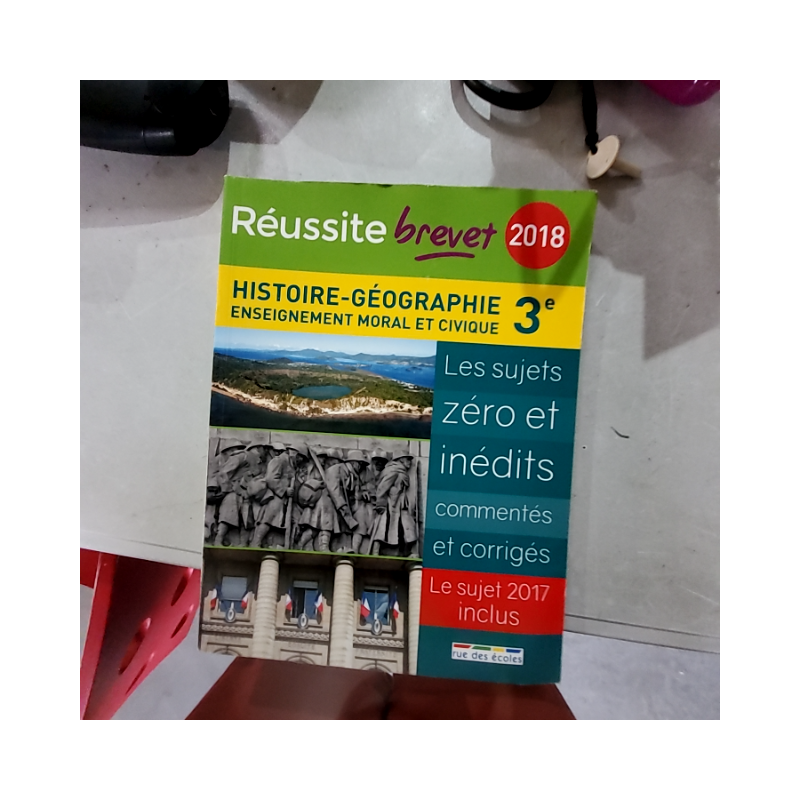 Réussite brevet 2018
HISTOIRE-GÉOGRAPHIE 3e
ENSEIGNEMENT MORAL ET CIVIQUE
Les sujets
zéro et
inédits
commentés
et corrigés
Le sujet 2017
inclus
rue des écoles